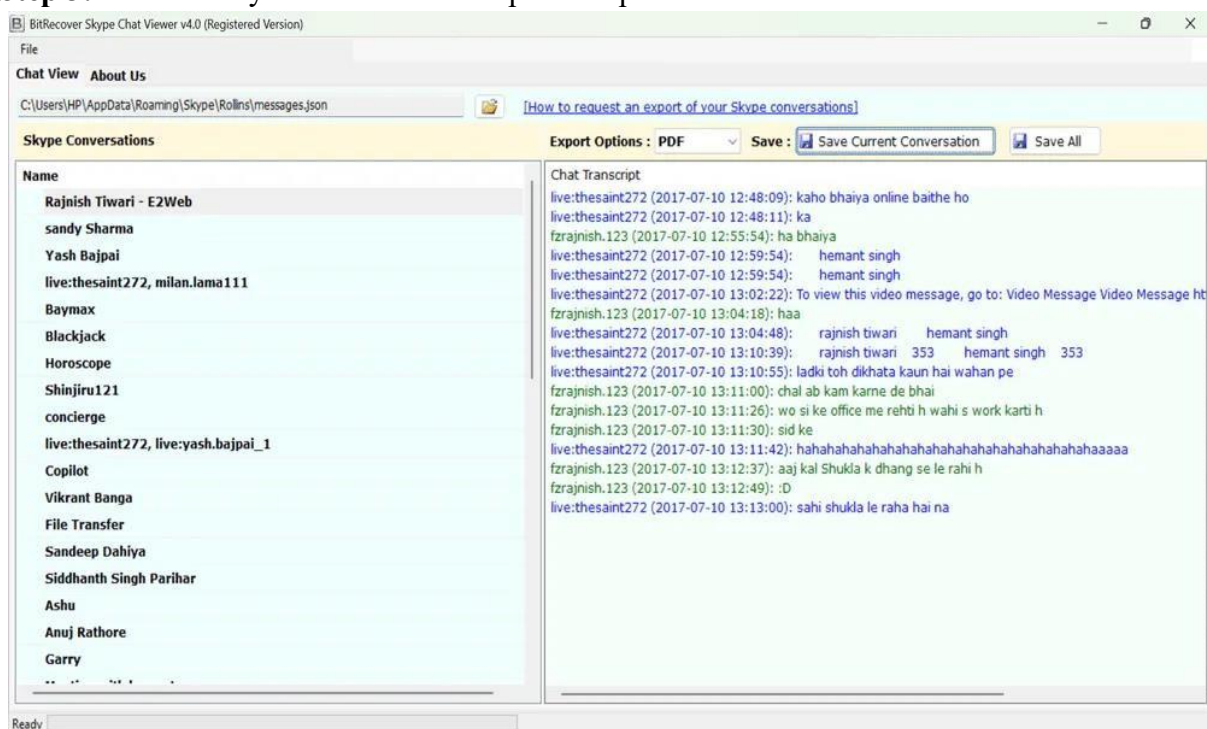 BitRecover Skype Chat Viewer v4.0 (Registered Version)
File
Chat View About Us
C:\Users\HP\AppData\Roaming\Skype\Rolins\messages.json
[How to request an export of your Skype conversations]
Skype Conversations
Export Options : PDF Save : Save Current Conversation Save All
Name
Rajnish Tiwari - E2Web
sandy Sharma
Yash Bajpai
live:thesaint272, milan.lama111
Baymax
Blackjack
Horoscope
Shinjiru121
concierge
live:thesaint272, live:yash.bajpai_1
Copilot
Vikrant Banga
File Transfer
Sandeep Dahiya
Siddhanth Singh Parihar
Ashu
Anuj Rathore
Garry
Chat Transcript
live:thesaint272 (2017-07-10 12:48:09): kaho bhaiya online baithe ho
live:thesaint272 (2017-07-10 12:48:11): ka
fzrajnish.123 (2017-07-10 12:55:54): ha bhaiya
live:thesaint272 (2017-07-10 12:59:54): hemant singh
live:thesaint272 (2017-07-10 12:59:54): hemant singh
live:thesaint272 (2017-07-10 13:02:22): To view this video message, go to: Video Message Video Message ht
fzrajnish.123 (2017-07-10 13:04:18): haa
live:thesaint272 (2017-07-10 13:04:48): rajnish tiwari hemant singh
live:thesaint272 (2017-07-10 13:10:39): rajnish tiwari 353 hemant singh 353
live:thesaint272 (2017-07-10 13:10:55): ladki toh dikhata kaun hai wahan pe
fzrajnish.123 (2017-07-10 13:11:00): chal ab kam karne de bhai
fzrajnish.123 (2017-07-10 13:11:26): wo si ke office me rehti h wahi s work karti h
fzrajnish.123 (2017-07-10 13:11:30): sid ke
live:thesaint272 (2017-07-10 13:11:42): hahahahahahahahahahahahahahahahahahahaaaaa
fzrajnish.123 (2017-07-10 13:12:37): aaj kal Shukla k dhang se le rahi h
fzrajnish.123 (2017-07-10 13:12:49): :D
live:thesaint272 (2017-07-10 13:13:00): sahi shukla le raha hai na
Ready